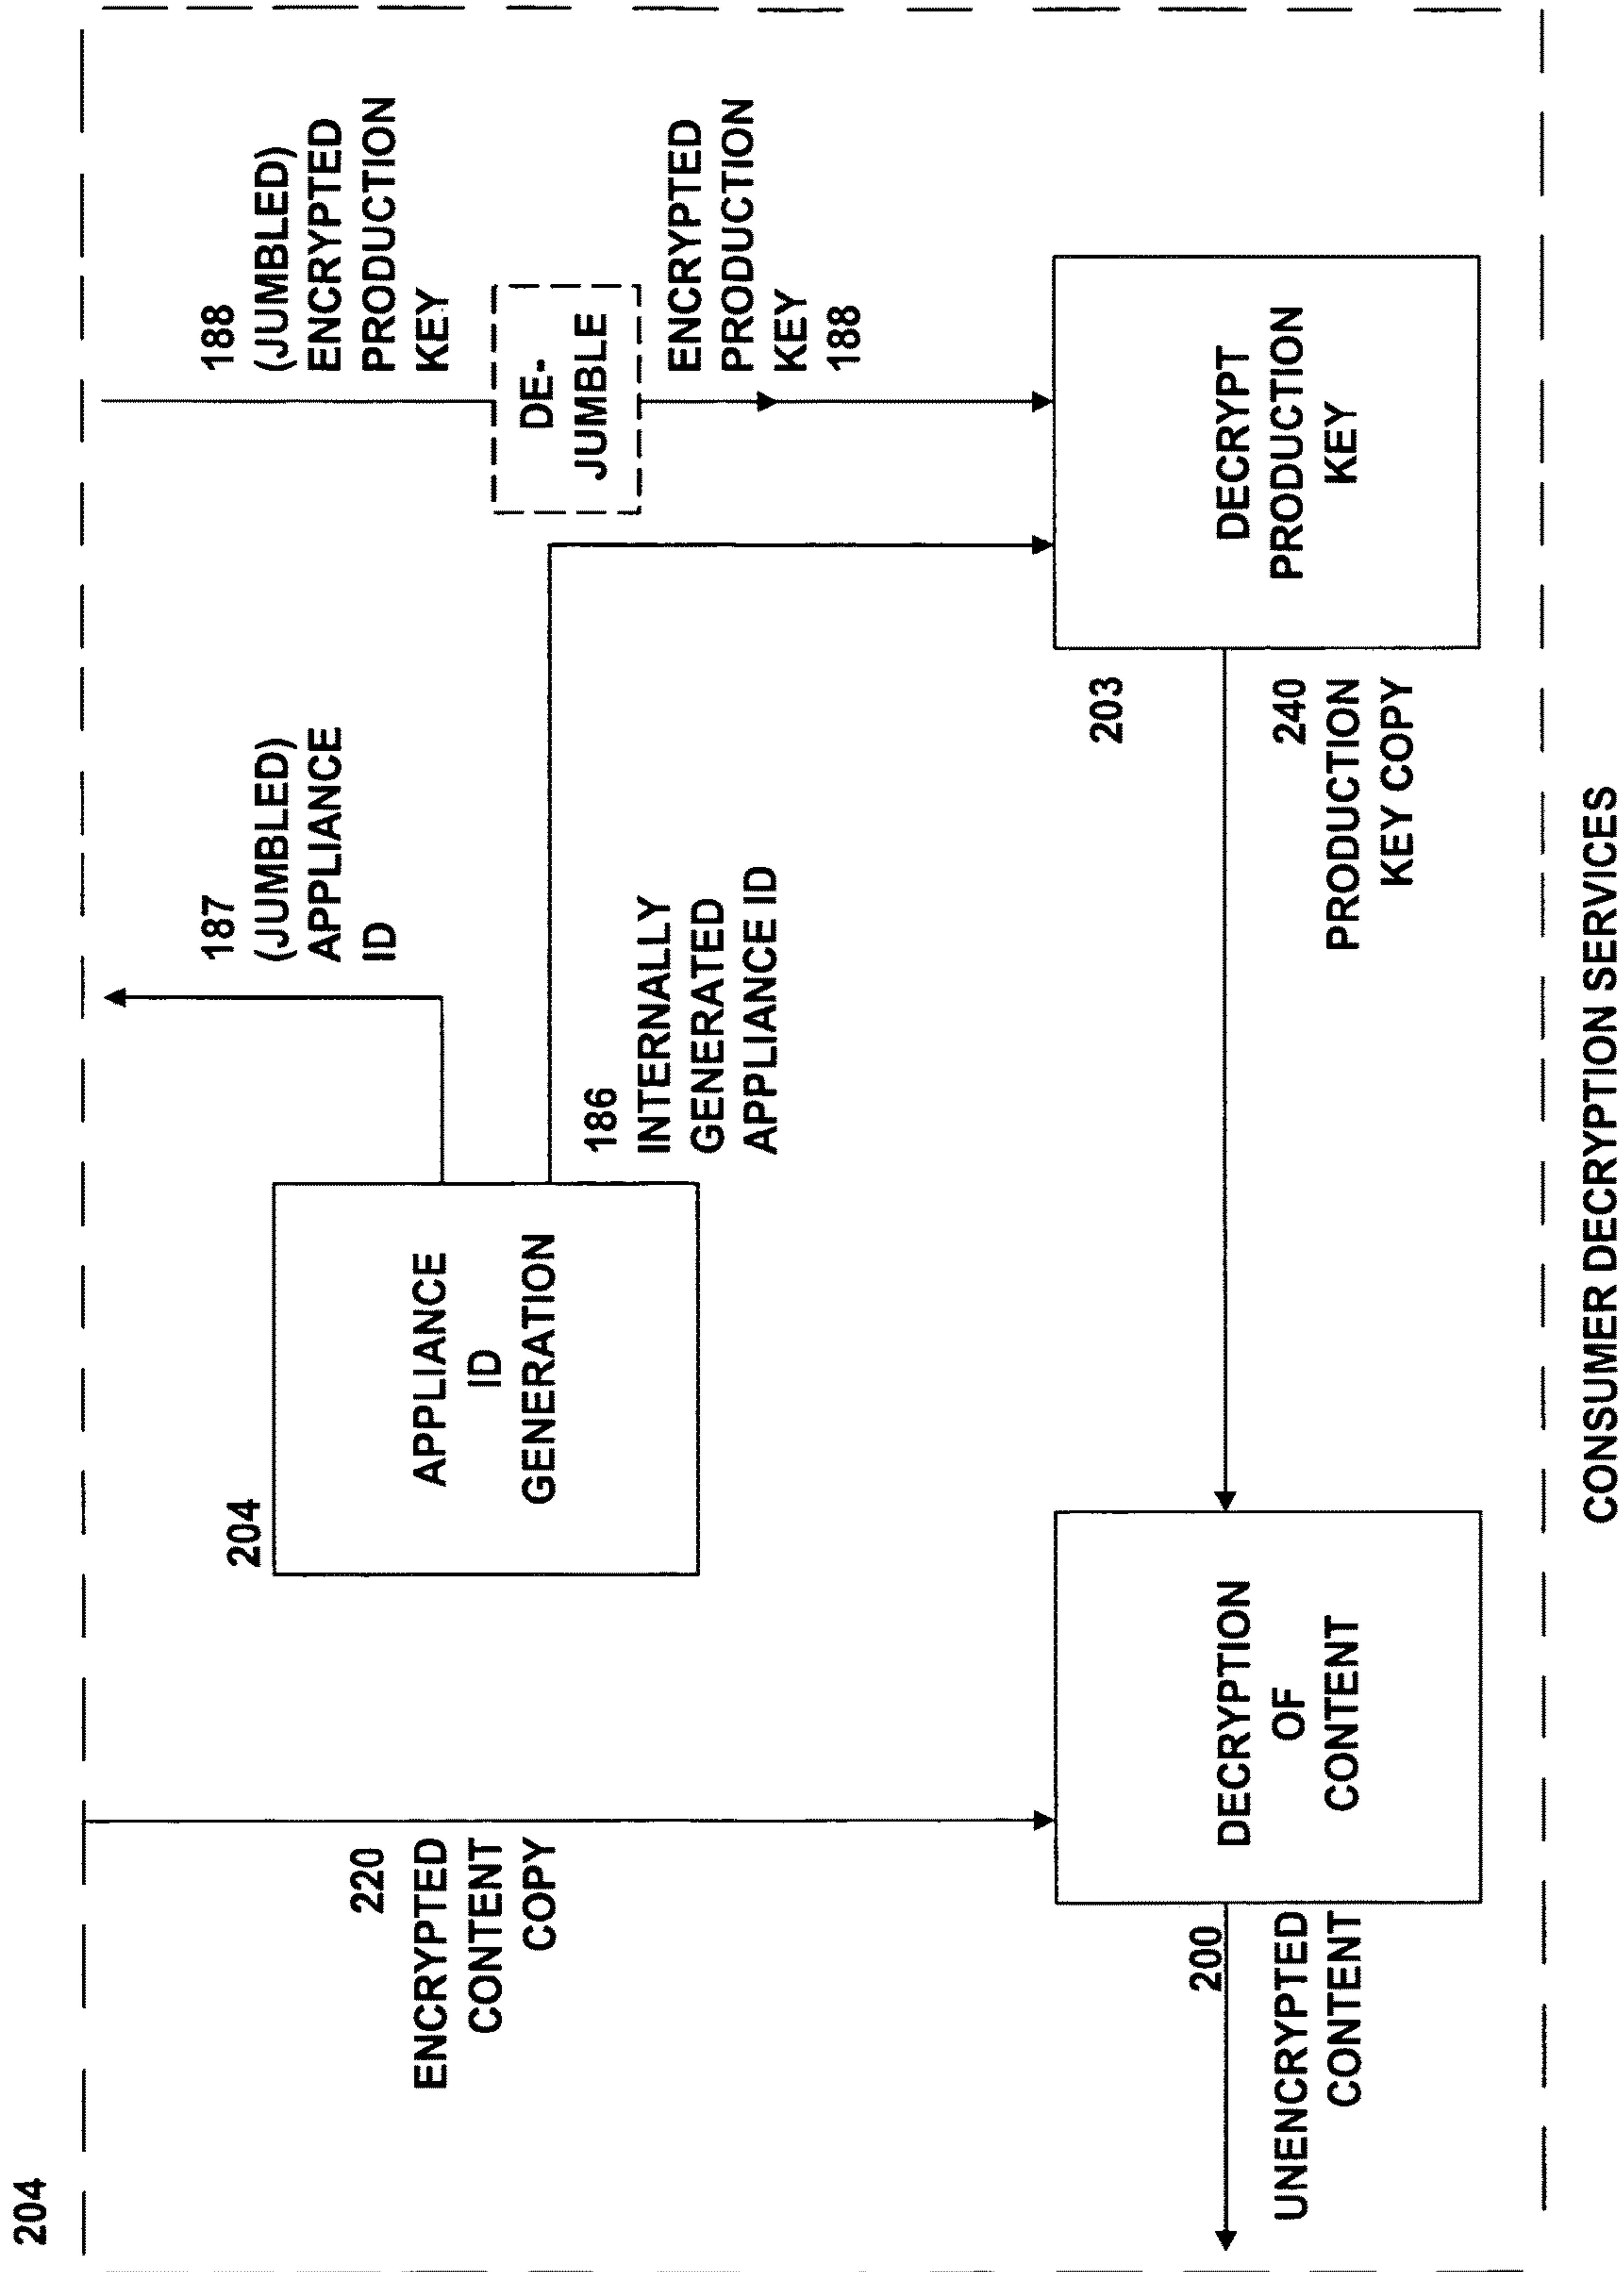 204
204
APPLIANCE
ID
GENERATION
187
(JUMBLED)
APPLIANCE
ID
188
(JUMBLED)
ENCRYPTED
PRODUCTION
KEY
220
ENCRYPTED
CONTENT
COPY
DE-
JUMBLE
186
INTERNALLY
GENERATED
APPLIANCE ID
ENCRYPTED
PRODUCTION
KEY
188
200
UNENCRYPTED
CONTENT
DECRYPTION
OF
CONTENT
203
240
PRODUCTION
KEY COPY
DECRYPT
PRODUCTION
KEY
CONSUMER DECRYPTION SERVICES